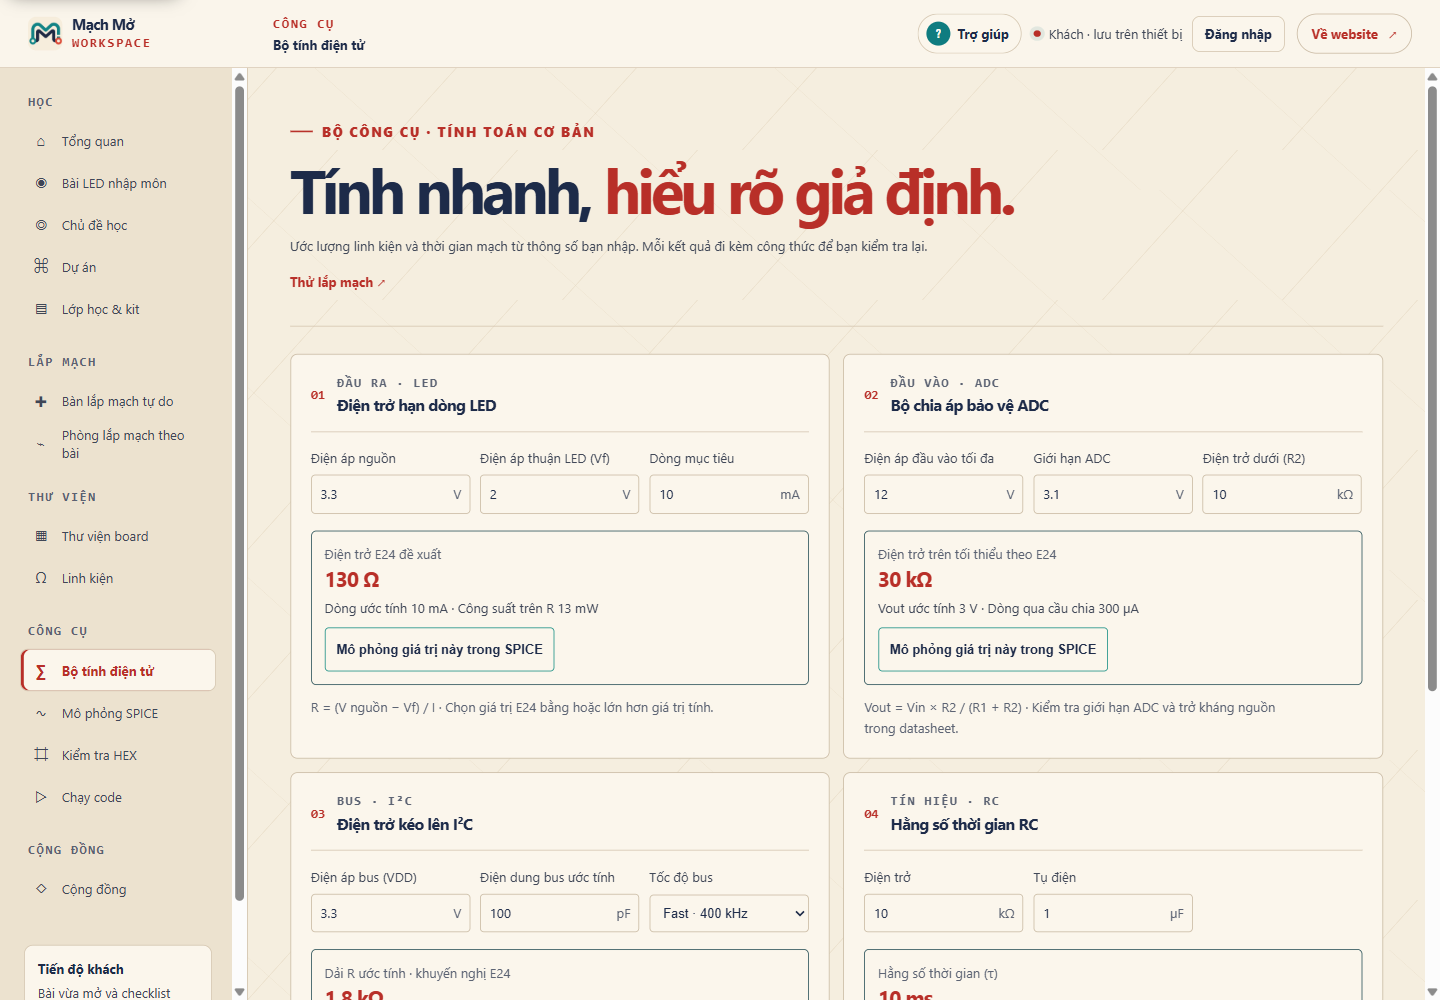 Mạch Mở
WORKSPACE
CÔNG CỤ
Bộ tính điện tử
? Trợ giúp
Khách · lưu trên thiết bị
Đăng nhập
Về website ↗
HỌC
Tổng quan
Bài LED nhập môn
Chủ đề học
Dự án
Lớp học & kit
LẮP MẠCH
Bàn lắp mạch tự do
Phòng lắp mạch theo
bài
THƯ VIỆN
Thư viện board
Ω Linh kiện
CÔNG CỤ
∑ Bộ tính điện tử
Mô phỏng SPICE
Kiểm tra HEX
Chạy code
CỘNG ĐỒNG
Cộng đồng
Tiến độ khách
Bài vừa mở và checklist
BỘ CÔNG CỤ · TÍNH TOÁN CƠ BẢN
Tính nhanh, hiểu rõ giả định.
Ước lượng linh kiện và thời gian mạch từ thông số bạn nhập. Mỗi kết quả đi kèm công thức để bạn kiểm tra lại.
Thử lắp mạch ↗
01
ĐẦU RA · LED
Điện trở hạn dòng LED
Điện áp nguồn
Điện áp thuận LED (Vf)
Dòng mục tiêu
3.3 V
2 V
10 mA
Điện trở E24 đề xuất
130 Ω
Dòng ước tính 10 mA · Công suất trên R 13 mW
Mô phỏng giá trị này trong SPICE
R = (V nguồn − Vf) / I · Chọn giá trị E24 bằng hoặc lớn hơn giá trị tính.
02
ĐẦU VÀO · ADC
Bộ chia áp bảo vệ ADC
Điện áp đầu vào tối đa
Giới hạn ADC
Điện trở dưới (R2)
12 V
3.1 V
10 kΩ
Điện trở trên tối thiểu theo E24
30 kΩ
Vout ước tính 3 V · Dòng qua cầu chia 300 µA
Mô phỏng giá trị này trong SPICE
Vout = Vin × R2 / (R1 + R2) · Kiểm tra giới hạn ADC và trở kháng nguồn
trong datasheet.
03
BUS · I²C
Điện trở kéo lên I²C
Điện áp bus (VDD)
Điện dung bus ước tính
Tốc độ bus
3.3 V
100 pF
Fast · 400 kHz
Dải R ước tính · khuyến nghị E24
1.8 kΩ
04
TÍN HIỆU · RC
Hằng số thời gian RC
Điện trở
Tụ điện
10 kΩ
1 µF
Hằng số thời gian (τ)
10 ms